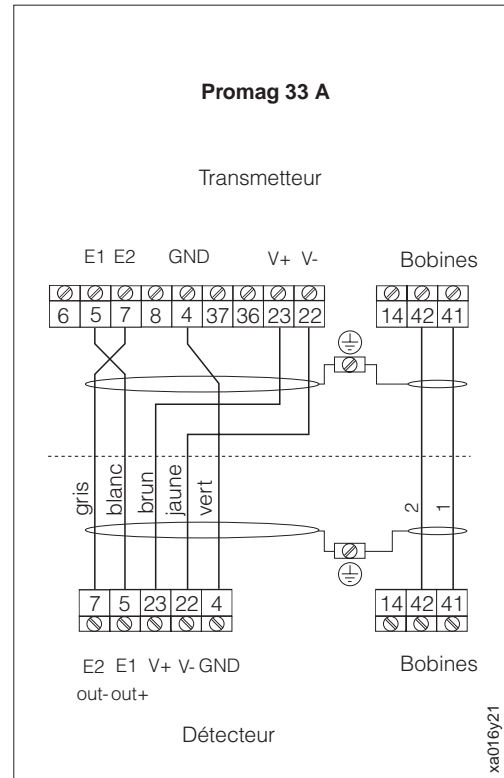 Promag 33 A
Transmetteur
E1 E2 GND V+ V- Bobines
6 5 7 8 4 37 36 23 22 14 42 41
gris blanc brun jaune vert 2 1
7 5 23 22 4 14 42 41
E2 E1 V+ V- GND Bobines
out- out+
Détecteur
xa016y21